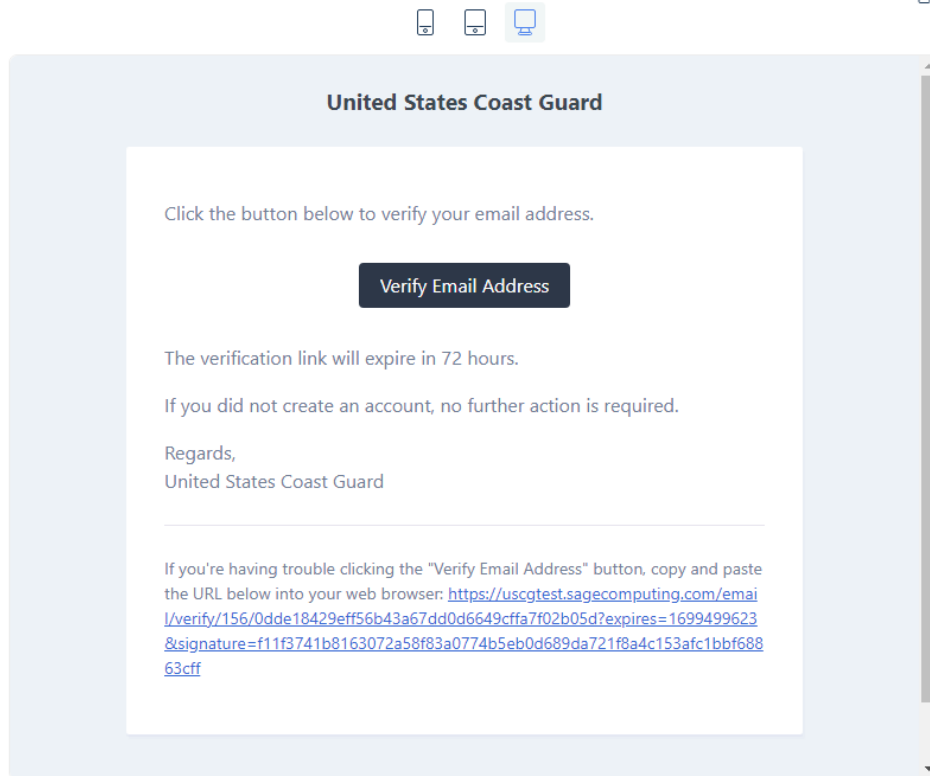 United States Coast Guard
Click the button below to verify your email address.
Verify Email Address
The verification link will expire in 72 hours.
If you did not create an account, no further action is required.
Regards,
United States Coast Guard
If you're having trouble clicking the "Verify Email Address" button, copy and paste
the URL below into your web browser: https://uscgtest.sagecomputing.com/emai
l/verify/156/0dde18429eff56b43a67dd0d6649cffa7f02b05d?expires=1699499623
&signature=f11f3741b8163072a58f83a0774b5eb0d689da721f8a4c153afc1bbf688
63cff